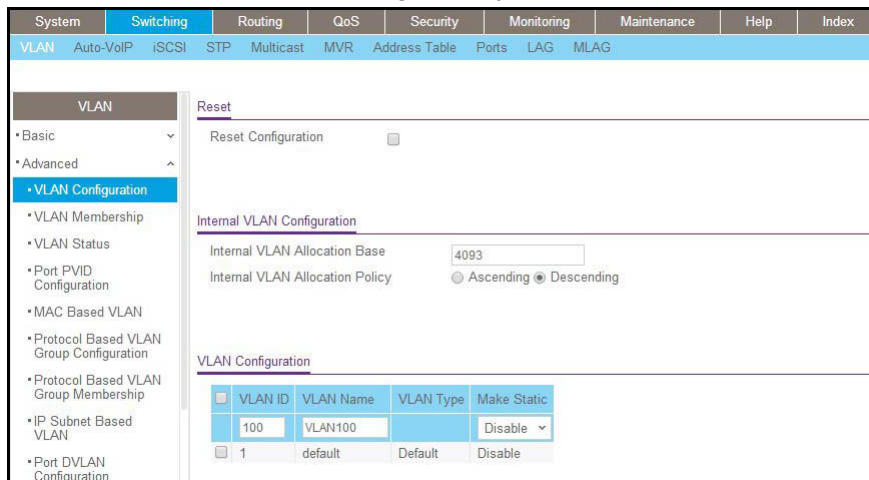 System Switching Routing QoS Security Monitoring Maintenance Help Index
VLAN Auto-VoIP iSCSI STP Multicast MVR Address Table Ports LAG MLAG
VLAN
Basic
Advanced
VLAN Configuration
VLAN Membership
VLAN Status
Port PVID
Configuration
MAC Based VLAN
Protocol Based VLAN
Group Configuration
Protocol Based VLAN
Group Membership
IP Subnet Based
VLAN
Port DVLAN
Configuration
Reset
Reset Configuration
Internal VLAN Configuration
Internal VLAN Allocation Base 4093
Internal VLAN Allocation Policy Ascending Descending
VLAN Configuration
VLAN ID VLAN Name VLAN Type Make Static
100 VLAN100 Disable
1 default Default Disable